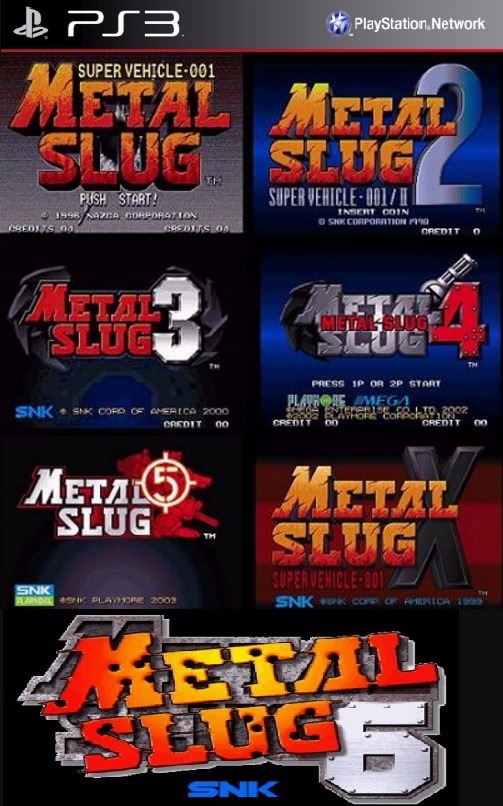 PS3
PlayStation®Network
SUPER VEHICLE-001
METAL
SLUG
TM
PUSH START!
© 1996 NAZCA CORPORATION
CREDITS 04 CREDITS 04
METAL
SLUG 2
SUPER VEHICLE-001/II
TM
INSERT COIN
© SNK CORPORATION 1998
CREDIT 0
METAL
SLUG 3
TM
SNK © SNK CORP. OF AMERICA 2000
CREDIT 00
METAL
METAL SLUG
SLUG 4
TM
PRESS 1P OR 2P START
PLAYMORE MEGA
©MEGA ENTERPRISE CO.,LTD 2002
©2002 PLAYMORE CORPORATION
CREDIT 00 CREDIT 00
METAL 5
SLUG
TM
SNK
PLAYMORE ©SNK PLAYMORE 2003
METAL
SLUG X
SUPER VEHICLE-001
TM
SNK ©SNK CORP. OF AMERICA 1999
METAL
SLUG 6
SNK